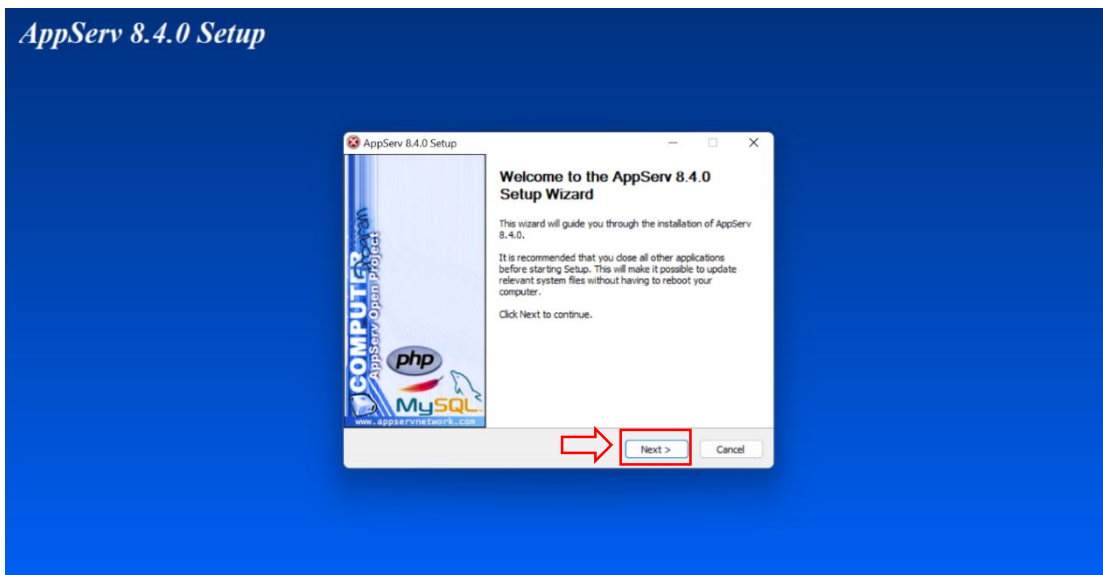 AppServ 8.4.0 Setup
AppServ 8.4.0 Setup
Welcome to the AppServ 8.4.0
Setup Wizard
This wizard will guide you through the installation of AppServ
8.4.0.
It is recommended that you close all other applications
before starting Setup. This will make it possible to update
relevant system files without having to reboot your
computer.
Click Next to continue.
COMPUTER Program
AppServ Open Project
php
MySQL
www.appservnetwork.com
Next >
Cancel